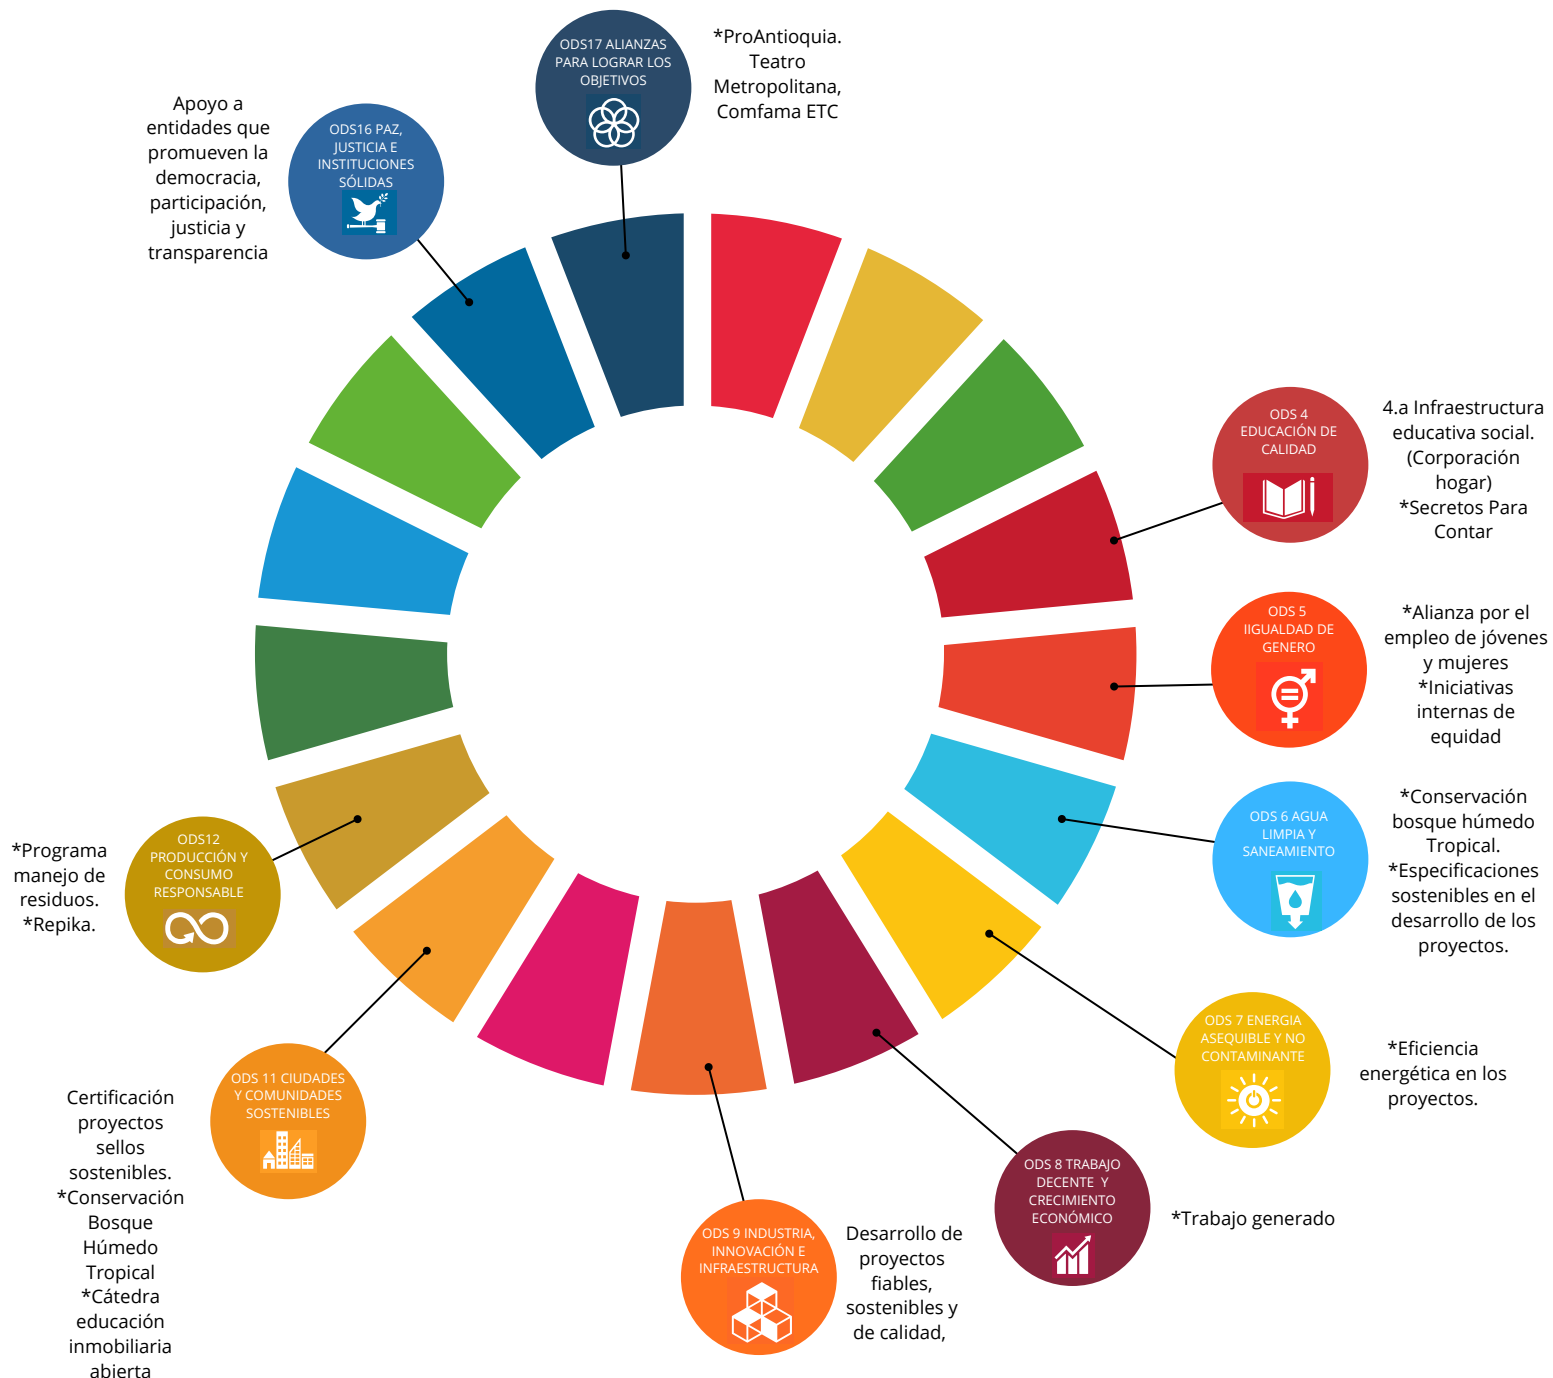 ODS17 ALIANZAS
PARA LOGRAR LOS
OBJETIVOS
*ProAntioquia.
Teatro
Metropolitana,
Comfama ETC
Apoyo a
entidades que
promueven la
democracia,
participación,
justicia y
transparencia
ODS16 PAZ,
JUSTICIA E
INSTITUCIONES
SÓLIDAS
ODS 4
EDUCACIÓN DE
CALIDAD
4.a Infraestructura
educativa social.
(Corporación
hogar)
*Secretos Para
Contar
ODS 5
IIGUALDAD DE
GENERO
*Alianza por el
empleo de jóvenes
y mujeres
*Iniciativas
internas de
equidad
ODS 6 AGUA
LIMPIA Y
SANEAMIENTO
*Conservación
bosque húmedo
Tropical.
*Especificaciones
sostenibles en el
desarrollo de los
proyectos.
ODS 7 ENERGIA
ASEQUIBLE Y NO
CONTAMINANTE
*Eficiencia
energética en los
proyectos.
ODS 8 TRABAJO
DECENTE Y
CRECIMIENTO
ECONÓMICO
*Trabajo generado
ODS 9 INDUSTRIA,
INNOVACIÓN E
INFRAESTRUCTURA
Desarrollo de
proyectos
fiables,
sostenibles y
de calidad,
ODS 11 CIUDADES
Y COMUNIDADES
SOSTENIBLES
Certificación
proyectos
sellos
sostenibles.
*Conservación
Bosque
Húmedo
Tropical
*Cátedra
educación
inmobiliaria
abierta
ODS12
PRODUCCIÓN Y
CONSUMO
RESPONSABLE
*Programa
manejo de
residuos.
*Repika.